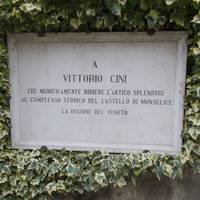 A
VITTORIO CINI
CHE MUNIFICAMENTE RIDIEDE L'ANTICO SPLENDORE
AL COMPLESSO STORICO DEL CASTELLO DI MONSELICE
LA REGIONE DEL VENETO